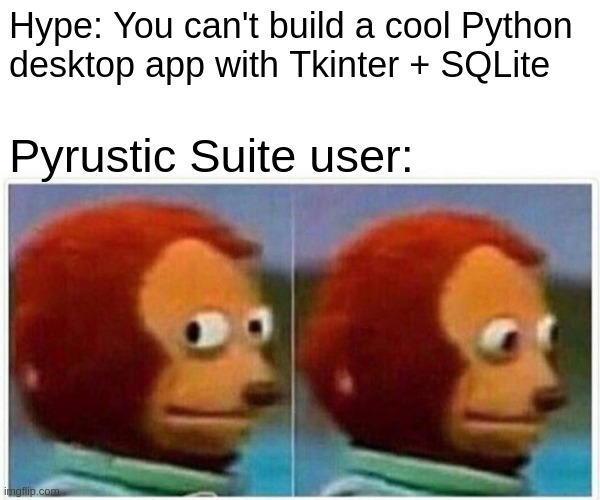 Hype: You can't build a cool Python
desktop app with Tkinter + SQLite
Pyrustic Suite user:
imgflip.com